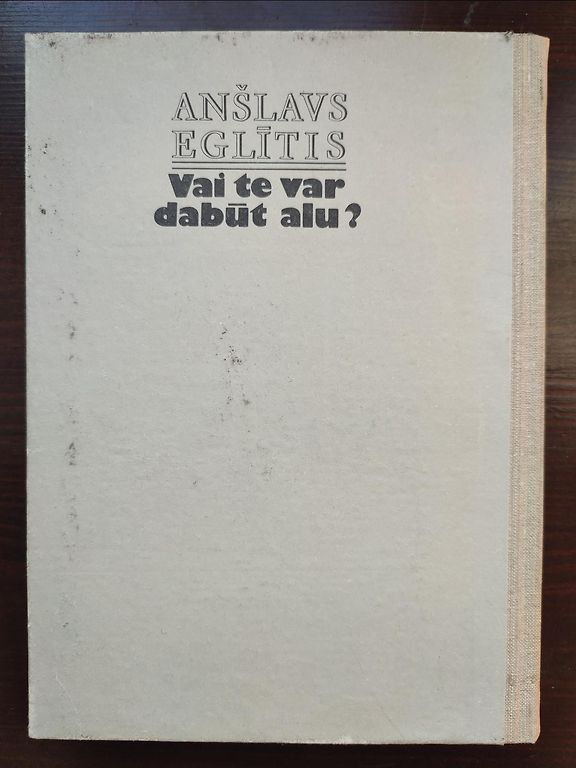 ANŠLAVS
EGLĪTIS
Vai te var
dabūt alu?